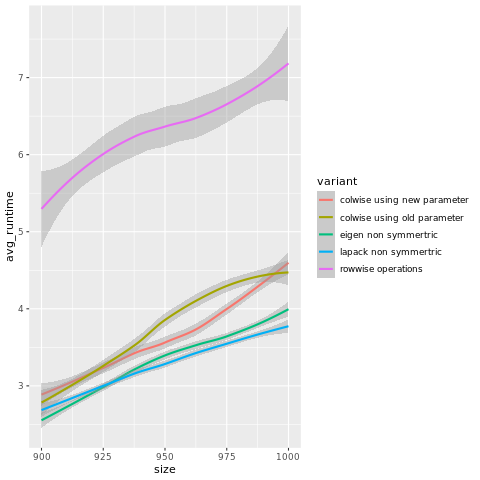 avg_runtime
7
6
5
4
3
900
925
950
975
1000
size
variant
colwise using new parameter
colwise using old parameter
eigen non symmertric
lapack non symmertric
rowwise operations